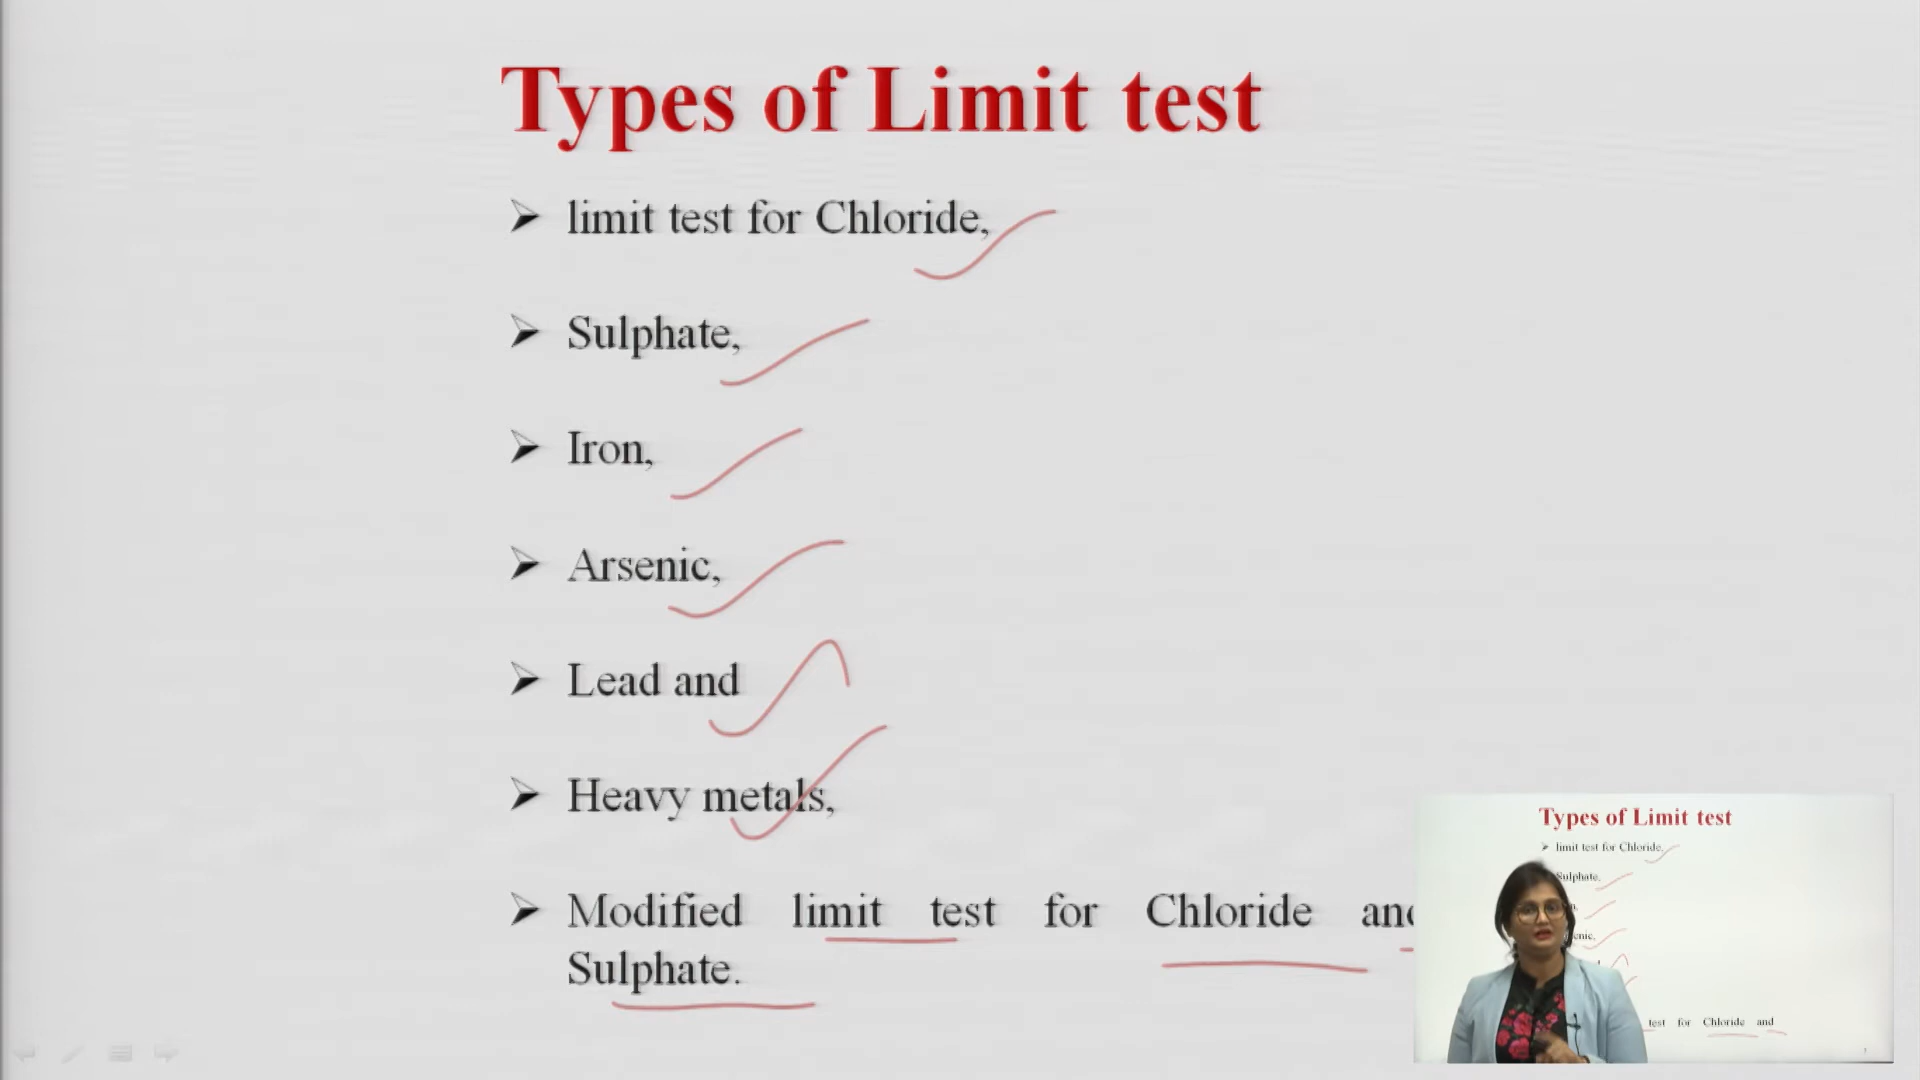 Types of Limit test
limit test for Chloride,
Sulphate,
Iron,
Arsenic,
Lead and
Heavy metals,
Modified limit test for Chloride and
Sulphate.
Types of Limit test
limit test for Chloride,
Sulphate,
test for Chloride and